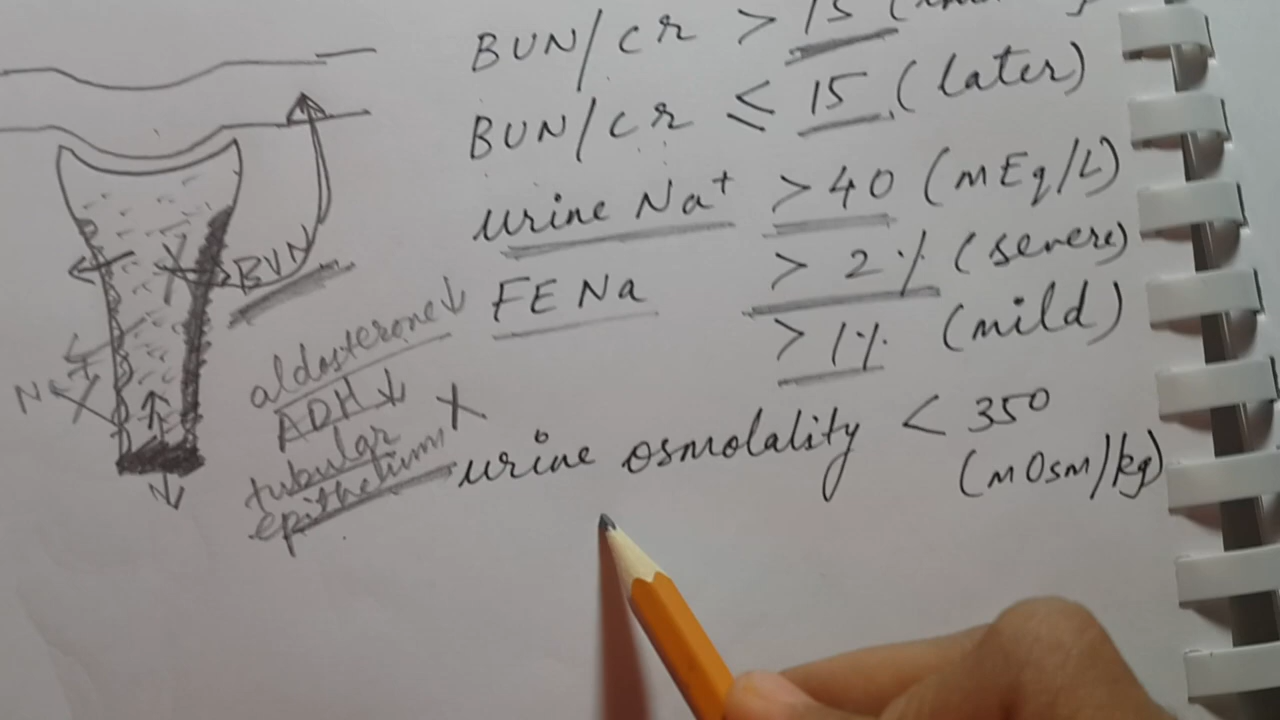 BUN/cr > 15 (
BUN/cr ≤ 15 (later)
urine Na+ >40 (mEq/L)
FENa > 2% (severe)
> 1% (mild)
urine osmolality < 350
(mOsm/kg)
BUN
aldosterone↓
ADH↓
tubular
epithelium X